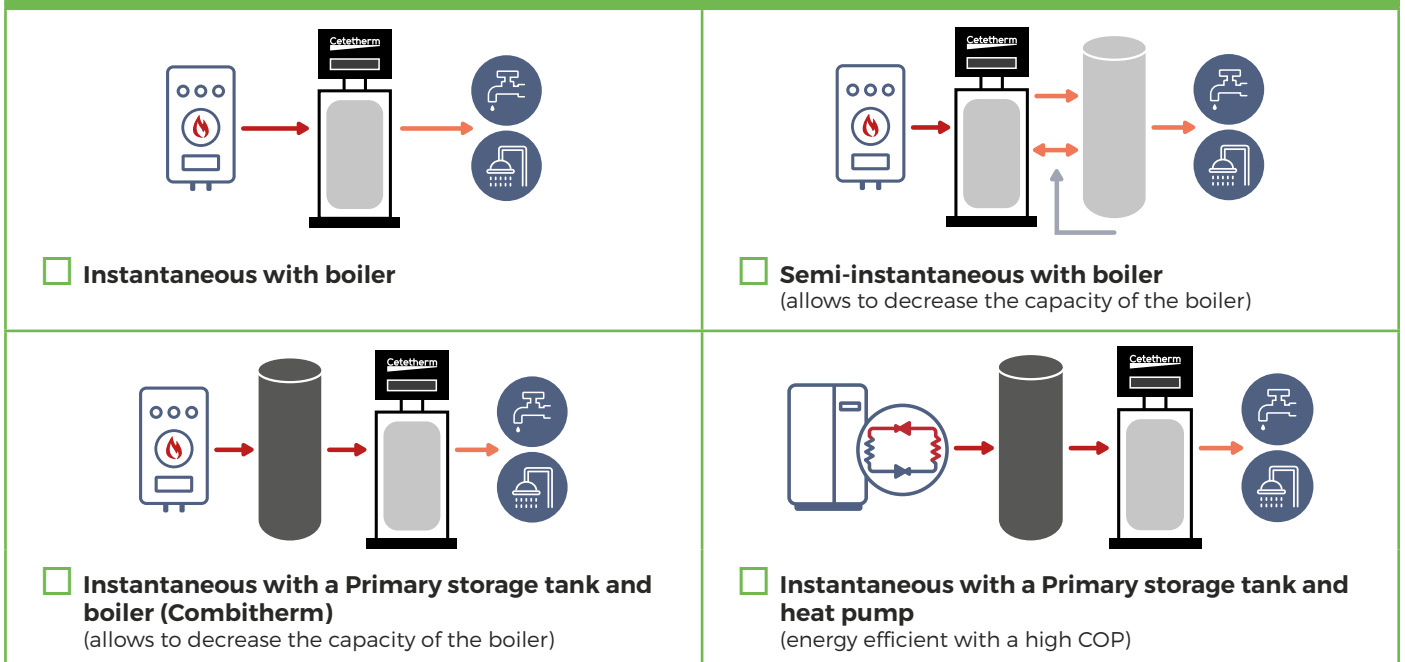 Cetetherm
Instantaneous with boiler
Cetetherm
Semi-instantaneous with boiler
(allows to decrease the capacity of the boiler)
Cetetherm
Instantaneous with a Primary storage tank and
boiler (Combitherm)
(allows to decrease the capacity of the boiler)
Cetetherm
Instantaneous with a Primary storage tank and
heat pump
(energy efficient with a high COP)